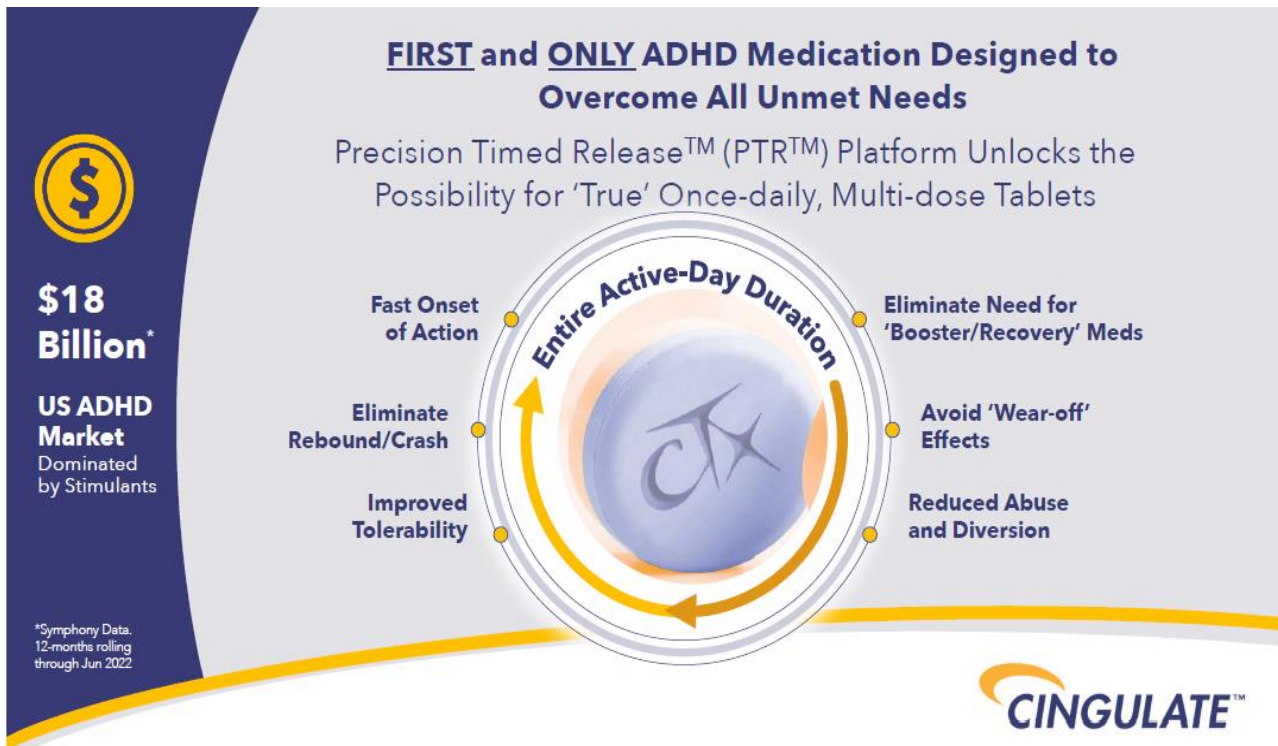 FIRST and ONLY ADHD Medication Designed to
Overcome All Unmet Needs
Precision Timed Release™ (PTR™) Platform Unlocks the
Possibility for ‘True’ Once-daily, Multi-dose Tablets
$
$18
Billion*
US ADHD
Market
Dominated
by Stimulants
*Symphony Data.
12-months rolling
through Jun 2022
Entire Active-Day Duration
Fast Onset
of Action
Eliminate
Rebound/Crash
Improved
Tolerability
CTx
Eliminate Need for
‘Booster/Recovery’ Meds
Avoid ‘Wear-off’
Effects
Reduced Abuse
and Diversion
CINGULATE™